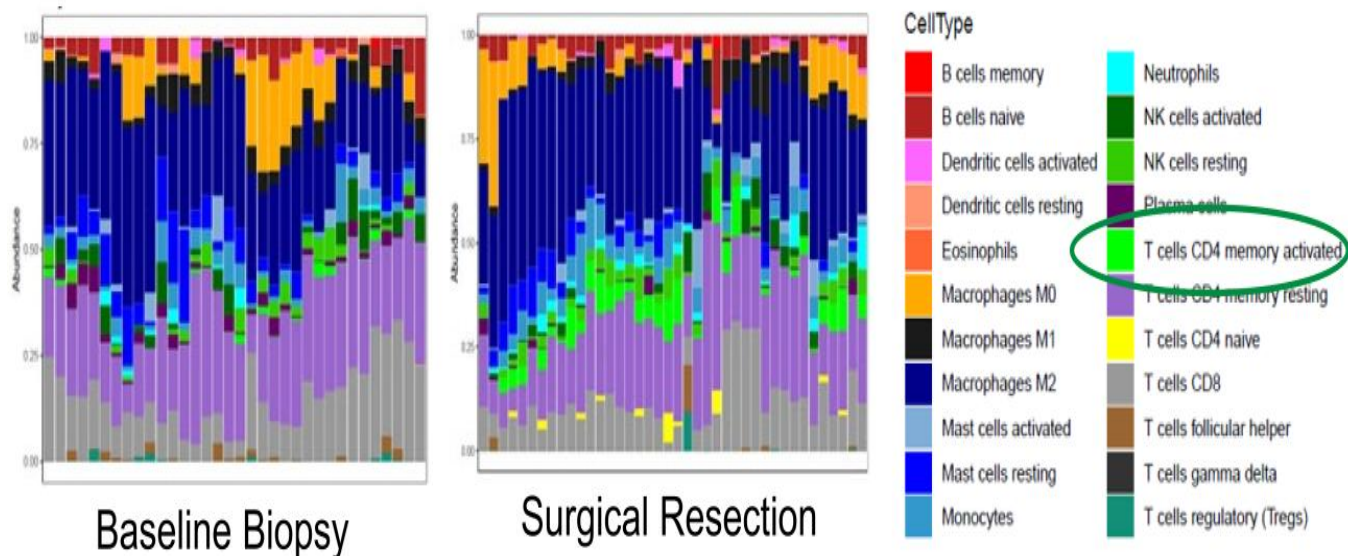 1.00
0.75
0.50
0.25
0.00
Abundance
Baseline Biopsy
1.00
0.75
0.50
0.25
0.00
Abundance
Surgical Resection
CellType
B cells memory
B cells naive
Dendritic cells activated
Dendritic cells resting
Eosinophils
Macrophages M0
Macrophages M1
Macrophages M2
Mast cells activated
Mast cells resting
Monocytes
Neutrophils
NK cells activated
NK cells resting
Plasma cells
T cells CD4 memory activated
T cells CD4 memory resting
T cells CD4 naive
T cells CD8
T cells follicular helper
T cells gamma delta
T cells regulatory (Tregs)